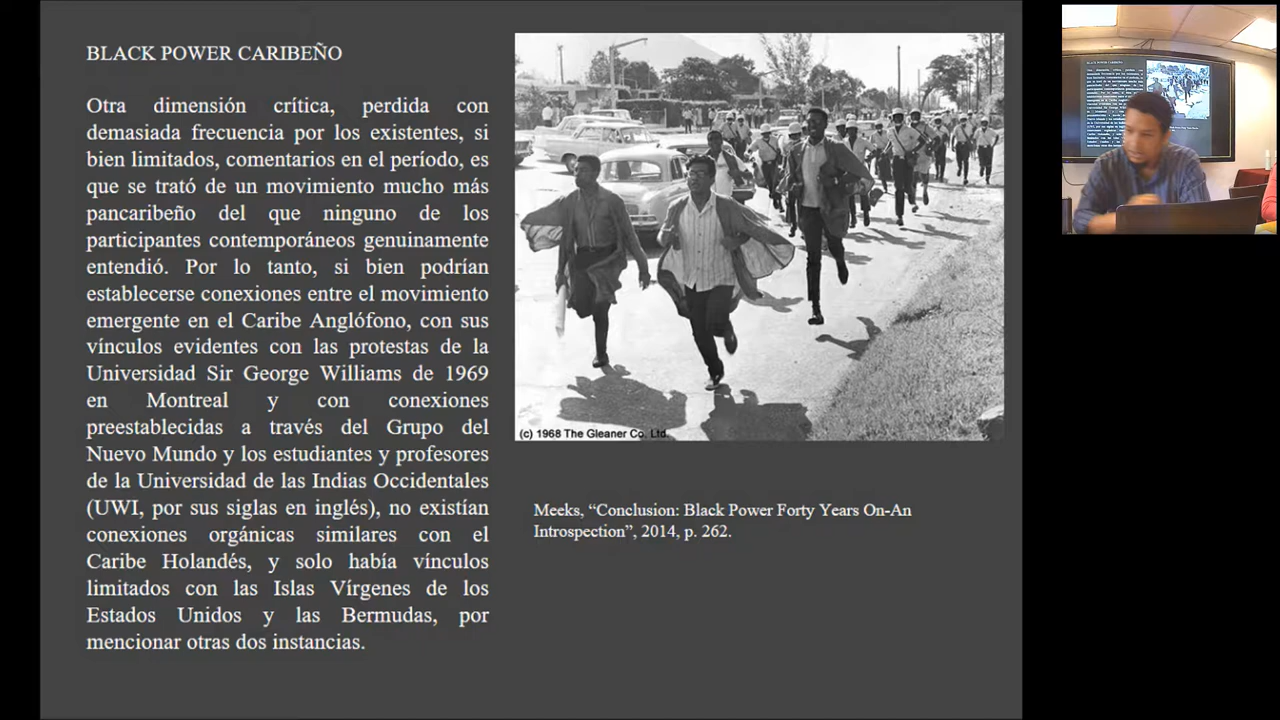 BLACK POWER CARIBEÑO
Otra dimensión crítica, perdida con
demasiada frecuencia por los existentes, si
bien limitados, comentarios en el período, es
que se trató de un movimiento mucho más
pancaribeño del que ninguno de los
participantes contemporáneos genuinamente
entendió. Por lo tanto, si bien podrían
establecerse conexiones entre el movimiento
emergente en el Caribe Anglófono, con sus
vínculos evidentes con las protestas de la
Universidad Sir George Williams de 1969
en Montreal y con conexiones
preestablecidas a través del Grupo del
Nuevo Mundo y los estudiantes y profesores
de la Universidad de las Indias Occidentales
(UWI, por sus siglas en inglés), no existían
conexiones orgánicas similares con el
Caribe Holandés, y solo había vínculos
limitados con las Islas Vírgenes de los
Estados Unidos y las Bermudas, por
mencionar otras dos instancias.
(c) 1968 The Gleaner Co. Ltd.
Meeks, “Conclusion: Black Power Forty Years On-An
Introspection”, 2014, p. 262.